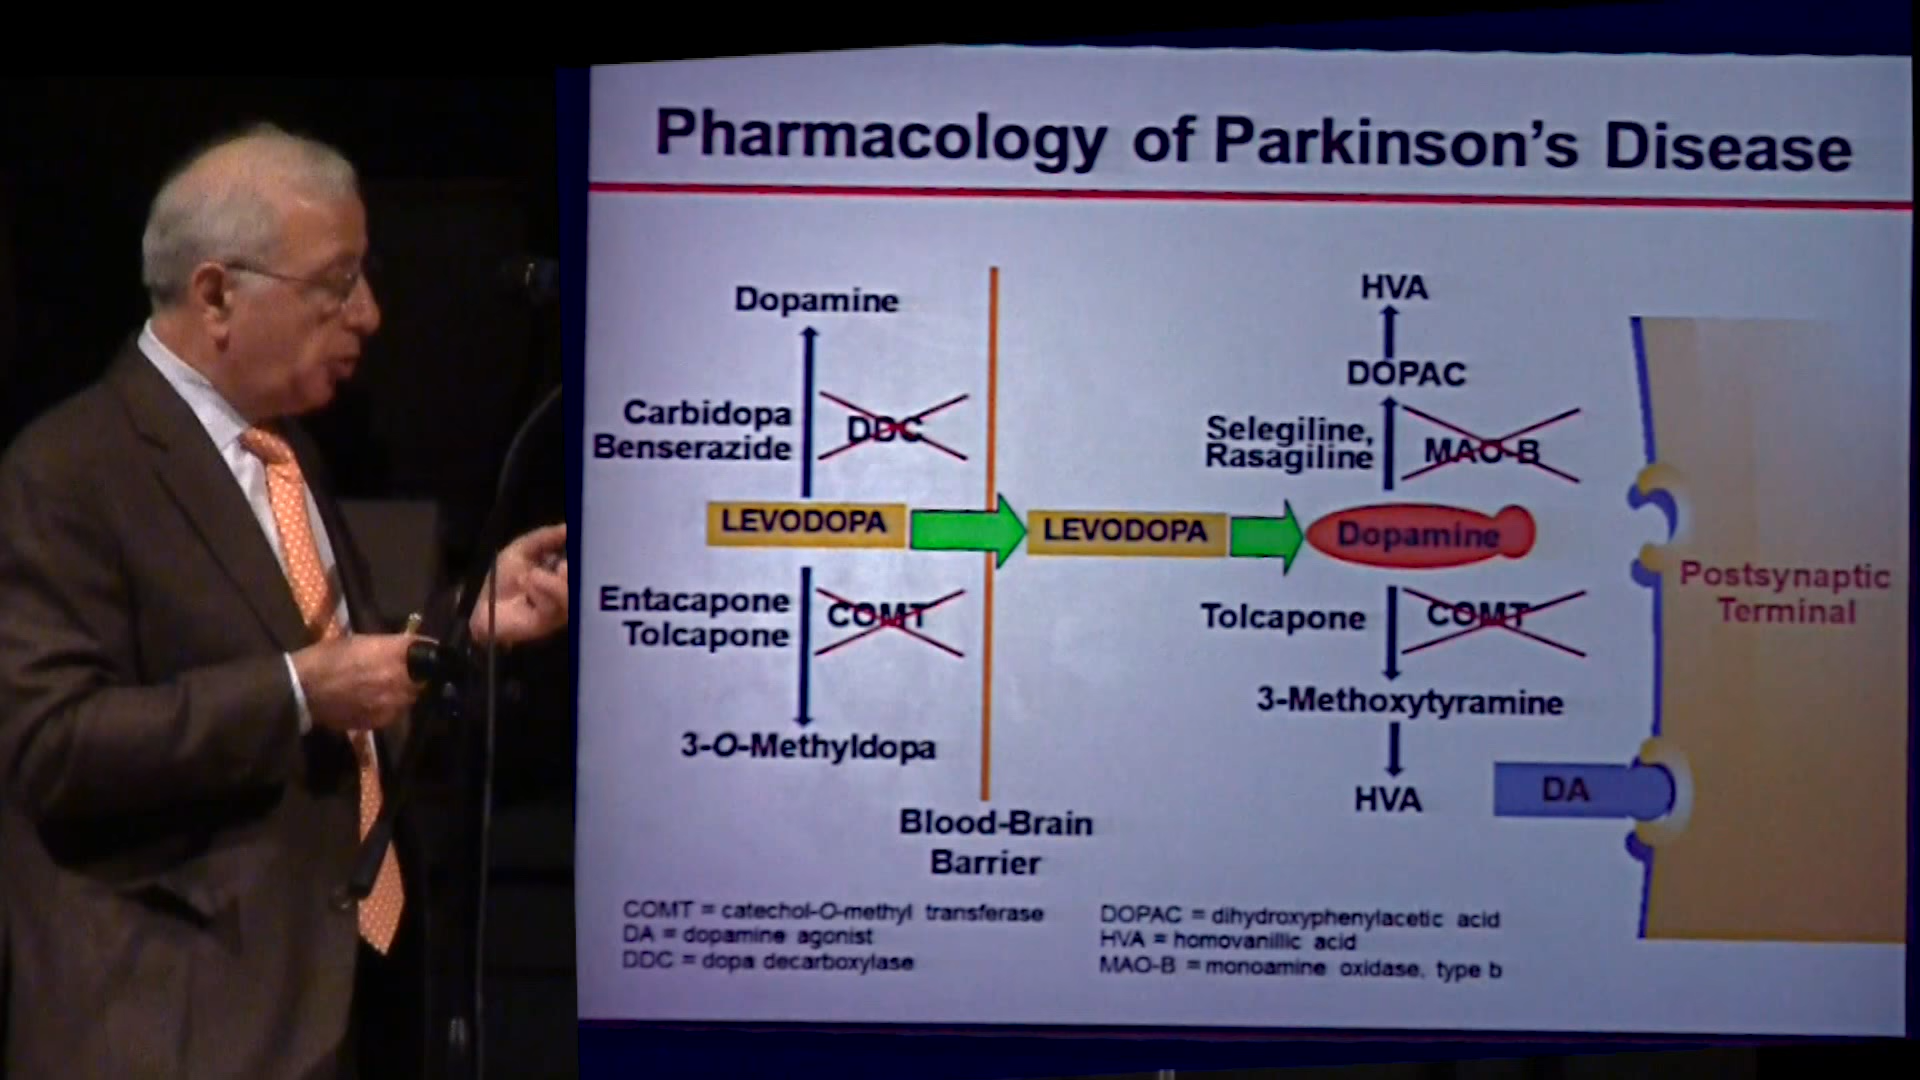 Pharmacology of Parkinson's Disease
Dopamine
Carbidopa
Benserazide
DDC
LEVODOPA
Entacapone
Tolcapone
COMT
3-O-Methyldopa
Blood-Brain
Barrier
LEVODOPA
HVA
DOPAC
Selegiline,
Rasagiline
MAO-B
Dopamine
Tolcapone
COMT
3-Methoxytyramine
HVA
DA
Postsynaptic
Terminal
COMT = catechol-O-methyl transferase
DA = dopamine agonist
DDC = dopa decarboxylase
DOPAC = dihydroxyphenylacetic acid
HVA = homovanillic acid
MAO-B = monoamine oxidase, type b